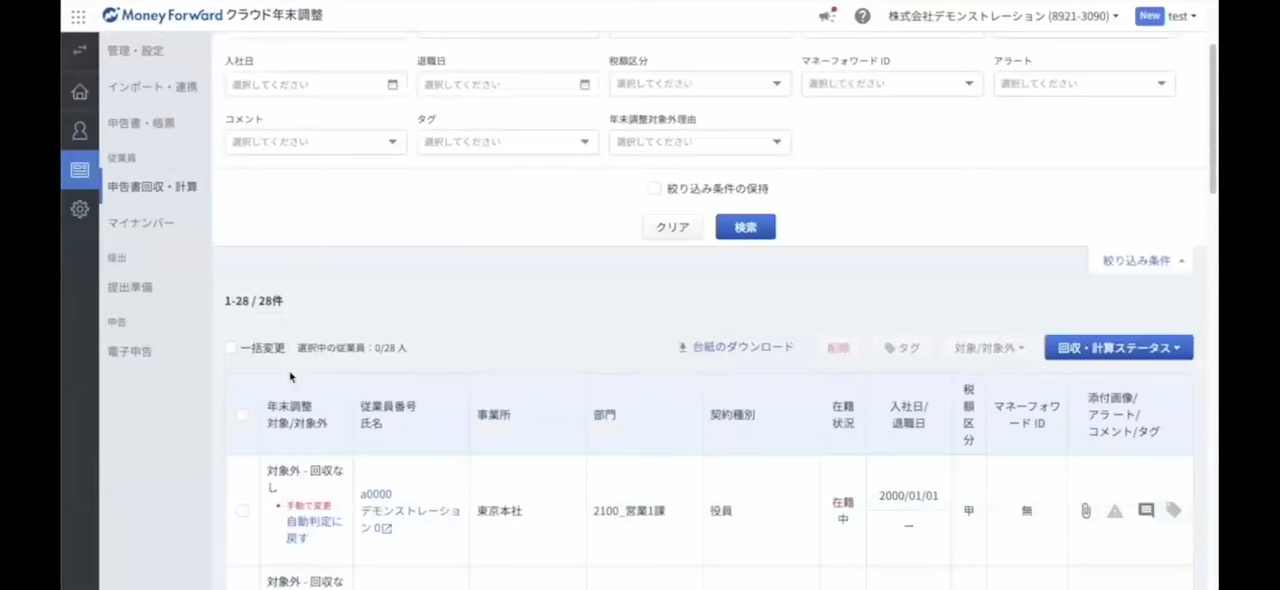 Money Forward クラウド年末調整
株式会社デモンストレーション (8921-3090)
New test
管理・設定
インポート・連携
申告書・帳票
従業員
申告書回収・計算
マイナンバー
提出
提出準備
申告
電子申告
入社日 退職日 税額区分 マネーフォワード ID アラート
選択してください 選択してください 選択してください 選択してください 選択してください
コメント タグ 年末調整対象外理由
選択してください 選択してください 選択してください
絞り込み条件の保持
クリア 検索
絞り込み条件
1-28 / 28件
一括変更 選択中の従業員：0/28 人 台紙のダウンロード 削除 タグ 対象/対象外 回収・計算ステータス
年末調整
対象/対象外
従業員番号
氏名
事業所
部門
契約種別
在籍
状況
入社日/
退職日
税
額
区
分
マネーフォワ
ード ID
添付画像/
アラート/
コメント/タグ
対象外 - 回収な
し
• 手動で変更
自動判定に
戻す
a0000
デモンストレーショ
ン 0
東京本社
2100_営業1課
役員
在籍
中
2000/01/01
—
甲
無
対象外 - 回収な